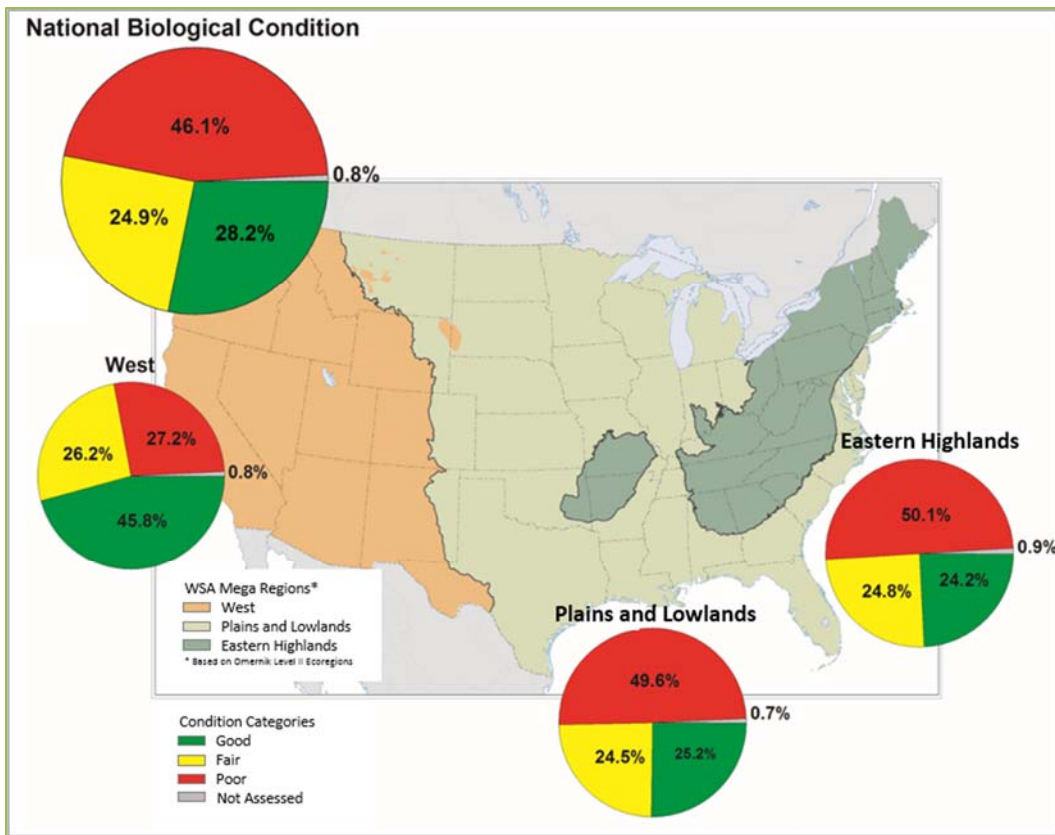 National Biological Condition
46.1%
0.8%
24.9%
28.2%
West
26.2%
27.2%
0.8%
45.8%
Eastern Highlands
50.1%
0.9%
24.8%
24.2%
Plains and Lowlands
49.6%
0.7%
24.5%
25.2%
WSA Mega Regions*
West
Plains and Lowlands
Eastern Highlands
* Based on Omernik Level II Ecoregions
Condition Categories
Good
Fair
Poor
Not Assessed